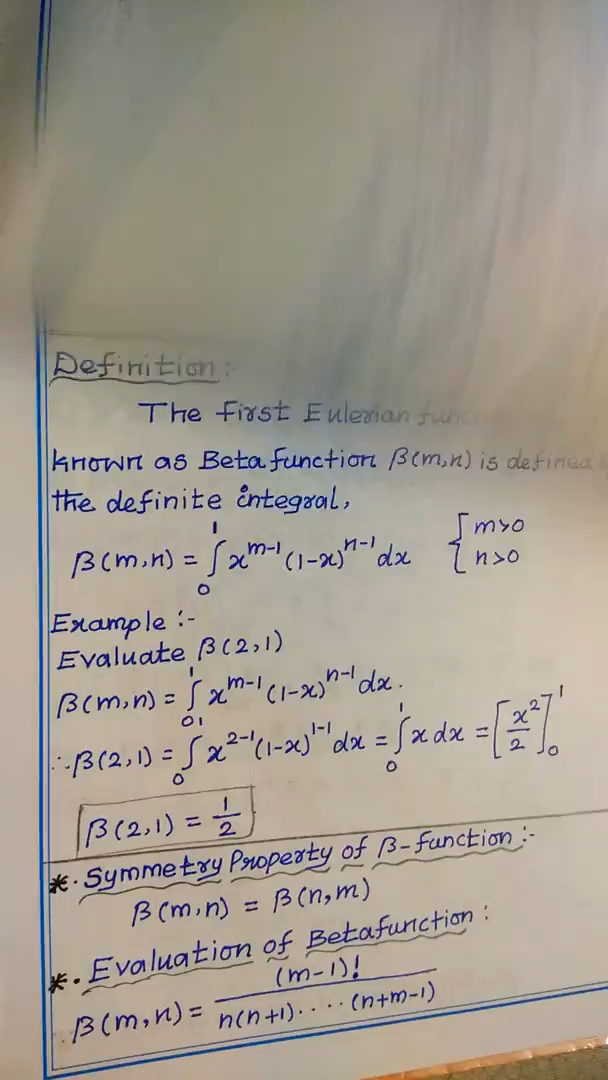 Definition :-
The First Eulerian func
known as Beta function β(m,n) is defined
the definite integral,
β(m,n) = ∫₀¹ x^(m-1) (1-x)^(n-1) dx { m>0 n>0
Example :-
Evaluate β(2,1)
β(m,n) = ∫₀¹ x^(m-1) (1-x)^(n-1) dx.
∴ β(2,1) = ∫₀¹ x^(2-1) (1-x)^(1-1) dx = ∫₀¹ x dx = [x²/2]₀¹
β(2,1) = 1/2
*. Symmetry Property of β-function :-
β(m,n) = β(n,m)
*. Evaluation of Betafunction :
∴ β(m,n) = (m-1)! / n(n+1).....(n+m-1)